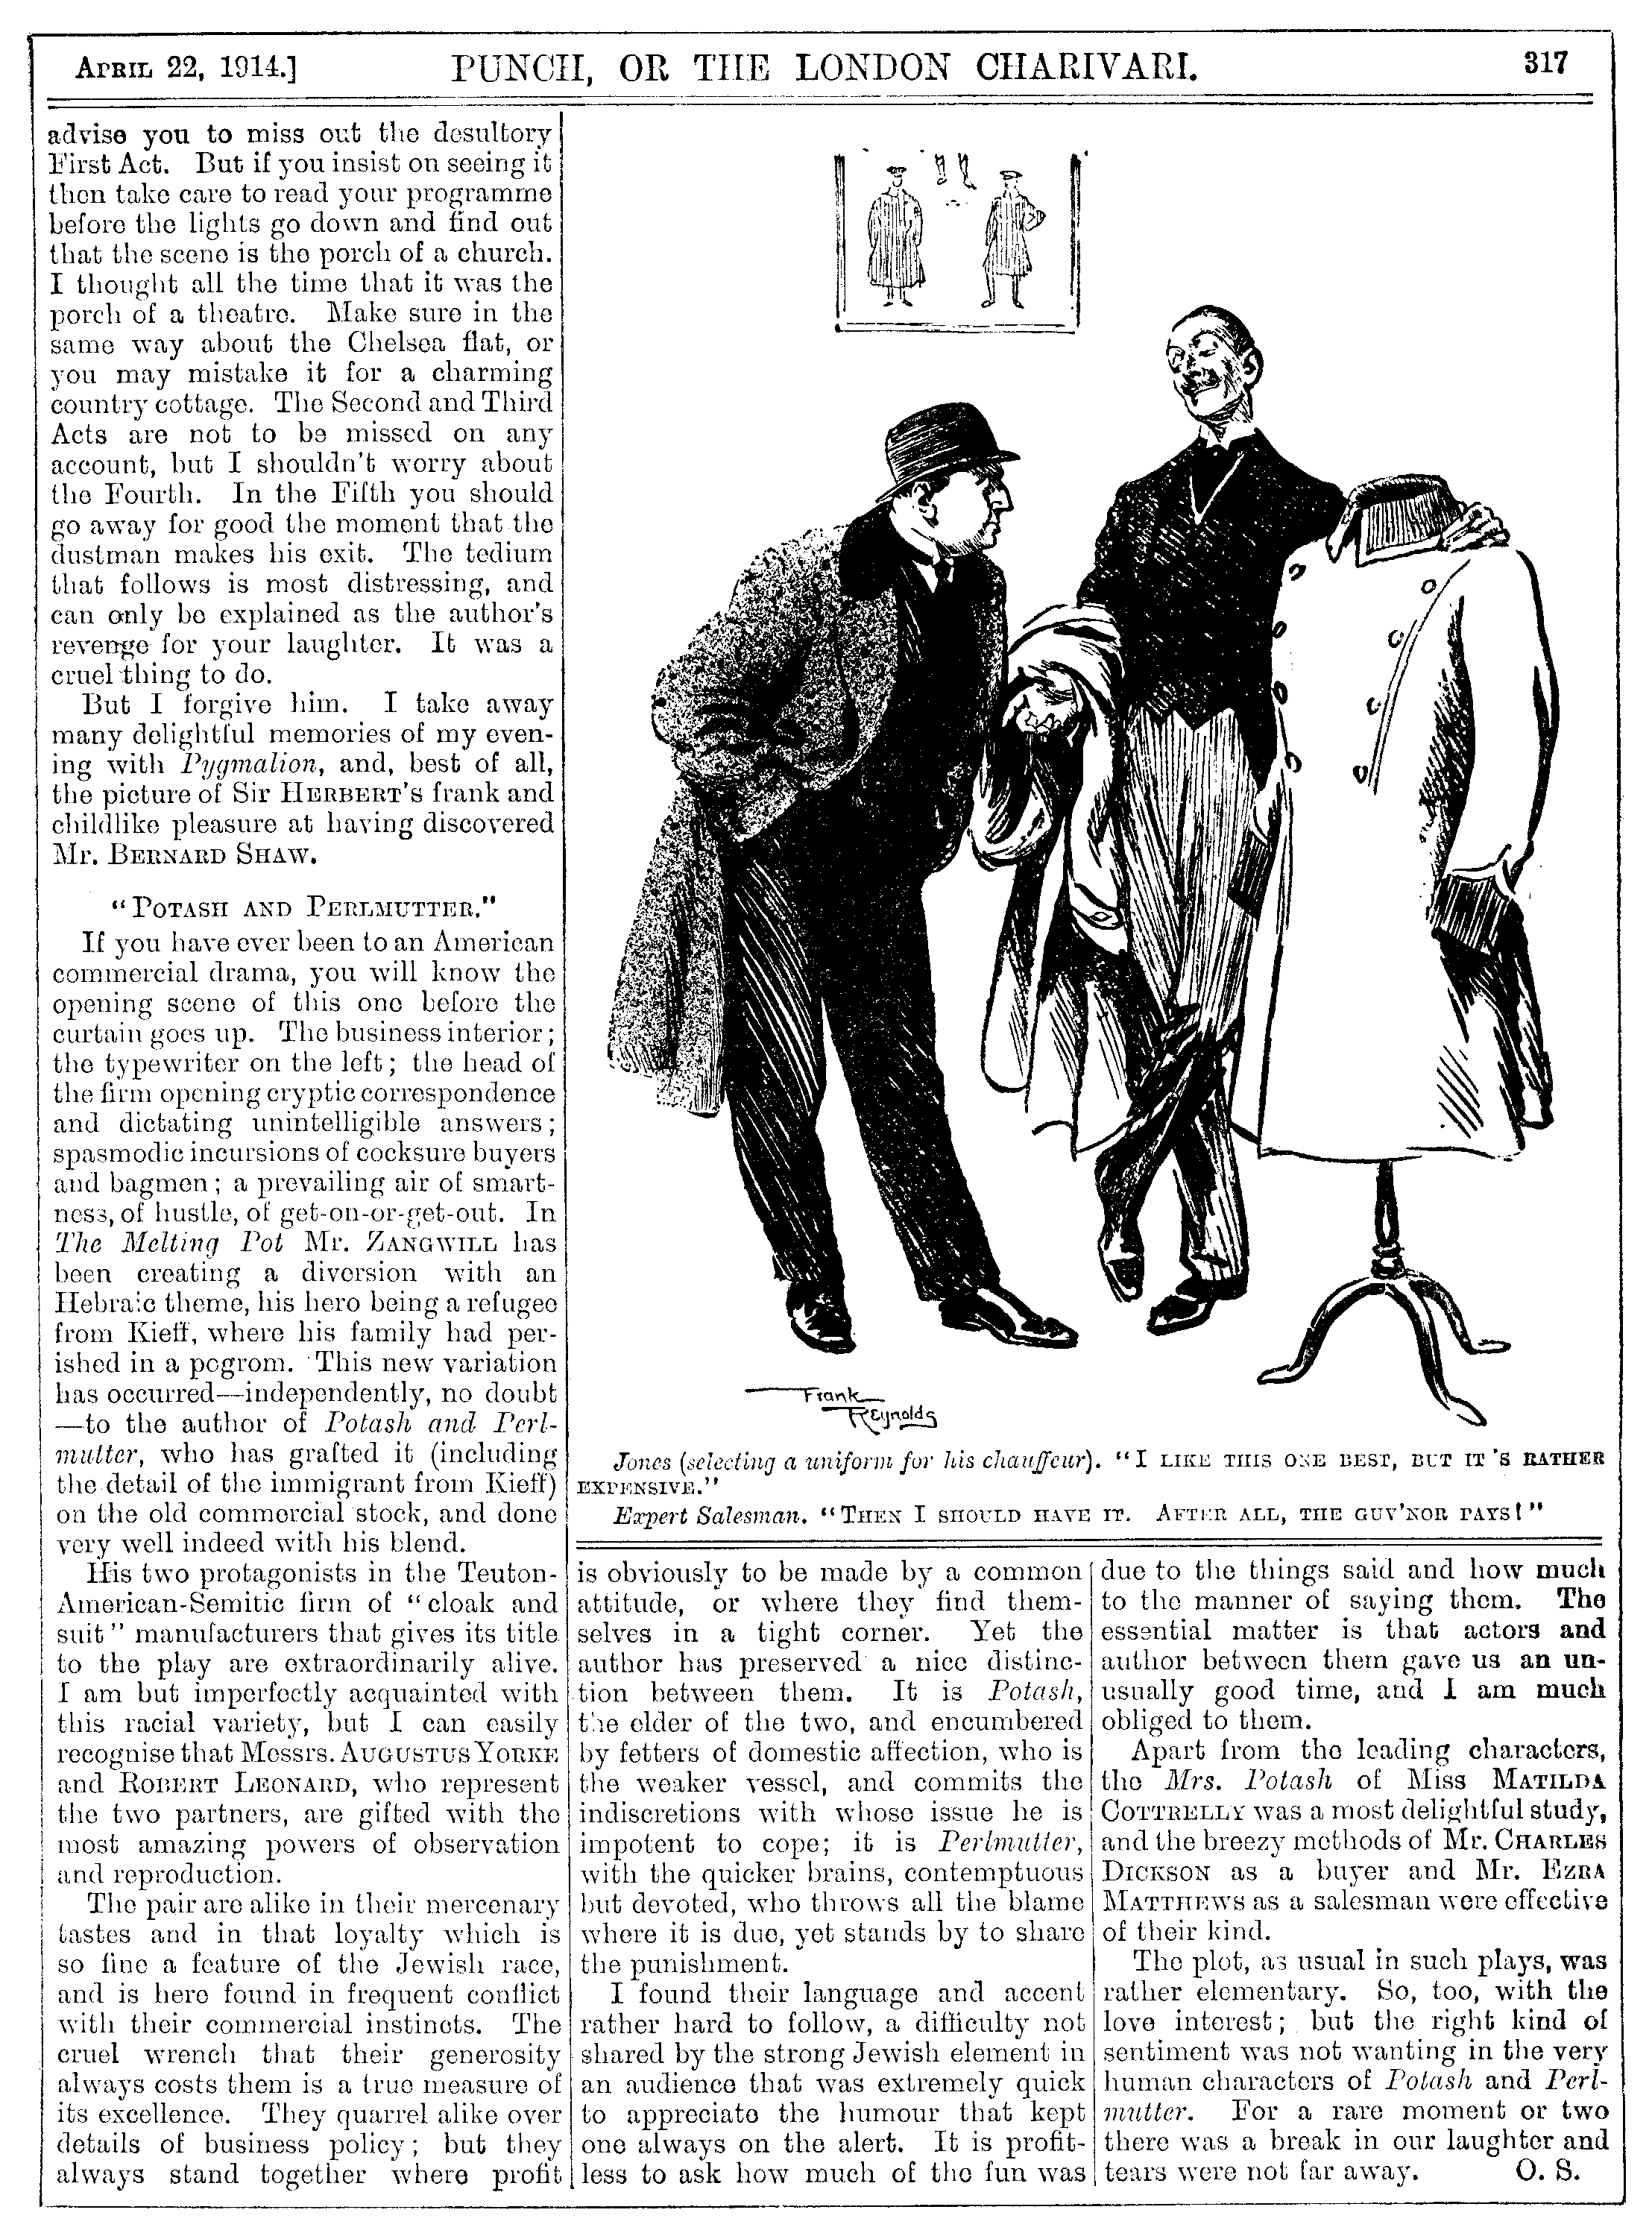 APRIL 22, 1914.]
PUNCH, OR THE LONDON CHARIVARI.
317
advise you to miss out the desultory
First Act. But if you insist on seeing it
then take care to read your programme
before the lights go down and find out
that the scene is the porch of a church.
I thought all the time that it was the
porch of a theatre. Make sure in the
same way about the Chelsea flat, or
you may mistake it for a charming
country cottage. The Second and Third
Acts are not to be missed on any
account, but I shouldn't worry about
the Fourth. In the Fifth you should
go away for good the moment that the
dustman makes his exit. The tedium
that follows is most distressing, and
can only be explained as the author's
revenge for your laughter. It was a
cruel thing to do.
But I forgive him. I take away
many delightful memories of my even-
ing with Pygmalion, and, best of all,
the picture of Sir HERBERT'S frank and
childlike pleasure at having discovered
Mr. BERNARD SHAW.
"POTASH AND PERLMUTTER."
If you have ever been to an American
commercial drama, you will know the
opening scene of this one before the
curtain goes up. The business interior;
the typewriter on the left; the head of
the firm opening cryptic correspondence
and dictating unintelligible answers;
spasmodic incursions of cocksure buyers
and bagmen; a prevailing air of smart-
ness, of hustle, of get-on-or-get-out. In
The Melting Pot Mr. ZANGWILL has
been creating a diversion with an
Hebraic theme, his hero being a refugee
from Kieff, where his family had per-
ished in a pogrom. This new variation
has occurred—independently, no doubt
—to the author of Potash and Perl-
mutter, who has grafted it (including
the detail of the immigrant from Kieff)
on the old commercial stock, and done
very well indeed with his blend.
His two protagonists in the Teuton-
American-Semitic firm of "cloak and
suit" manufacturers that gives its title
to the play are extraordinarily alive.
I am but imperfectly acquainted with
this racial variety, but I can easily
recognise that Messrs. AUGUSTUS YORKE
and ROBERT LEONARD, who represent
the two partners, are gifted with the
most amazing powers of observation
and reproduction.
The pair are alike in their mercenary
tastes and in that loyalty which is
so fine a feature of the Jewish race,
and is here found in frequent conflict
with their commercial instincts. The
cruel wrench that their generosity
always costs them is a true measure of
its excellence. They quarrel alike over
details of business policy; but they
always stand together where profit
Frank
Reynolds
Jones (selecting a uniform for his chauffeur). "I LIKE THIS ONE BEST, BUT IT'S RATHER
EXPENSIVE."
Expert Salesman. "THEN I SHOULD HAVE IT. AFTER ALL, THE GUV'NOR PAYS!"
is obviously to be made by a common
attitude, or where they find them-
selves in a tight corner. Yet the
author has preserved a nice distinc-
tion between them. It is Potash,
the elder of the two, and encumbered
by fetters of domestic affection, who is
the weaker vessel, and commits the
indiscretions with whose issue he is
impotent to cope; it is Perlmutter,
with the quicker brains, contemptuous
but devoted, who throws all the blame
where it is due, yet stands by to share
the punishment.
I found their language and accent
rather hard to follow, a difficulty not
shared by the strong Jewish element in
an audience that was extremely quick
to appreciate the humour that kept
one always on the alert. It is profit-
less to ask how much of the fun was
due to the things said and how much
to the manner of saying them. The
essential matter is that actors and
author between them gave us an un-
usually good time, and I am much
obliged to them.
Apart from the leading characters,
the Mrs. Potash of Miss MATILDA
COTTRELLY was a most delightful study,
and the breezy methods of Mr. CHARLES
DICKSON as a buyer and Mr. EZRA
MATTHEWS as a salesman were effective
of their kind.
The plot, as usual in such plays, was
rather elementary. So, too, with the
love interest; but the right kind of
sentiment was not wanting in the very
human characters of Potash and Perl-
mutter. For a rare moment or two
there was a break in our laughter and
tears were not far away. O. S.